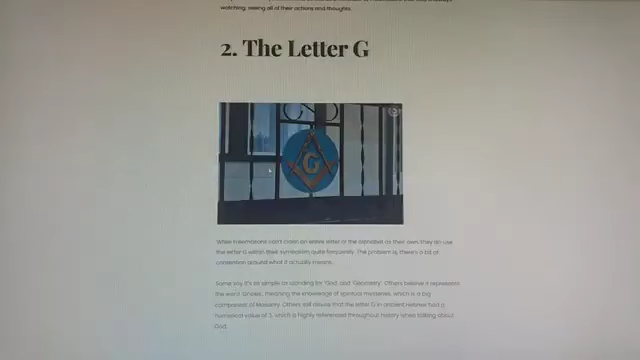 watching, seeing all of their actions and thoughts.
2. The Letter G
G
While Freemasons can't claim an entire letter of the alphabet as their own, they do use
the letter G within their symbolism quite frequently. The problem is, there's a bit of
contention around what it actually means.
Some say it's as simple as standing for 'God' and 'Geometry'. Others believe it represents
the word 'Gnosis', meaning the knowledge of spiritual mysteries, which is a big
component of Masonry. Others still believe that the letter G in ancient Hebrew had a
numerical value of 3, which is highly referenced throughout history when talking about
God.